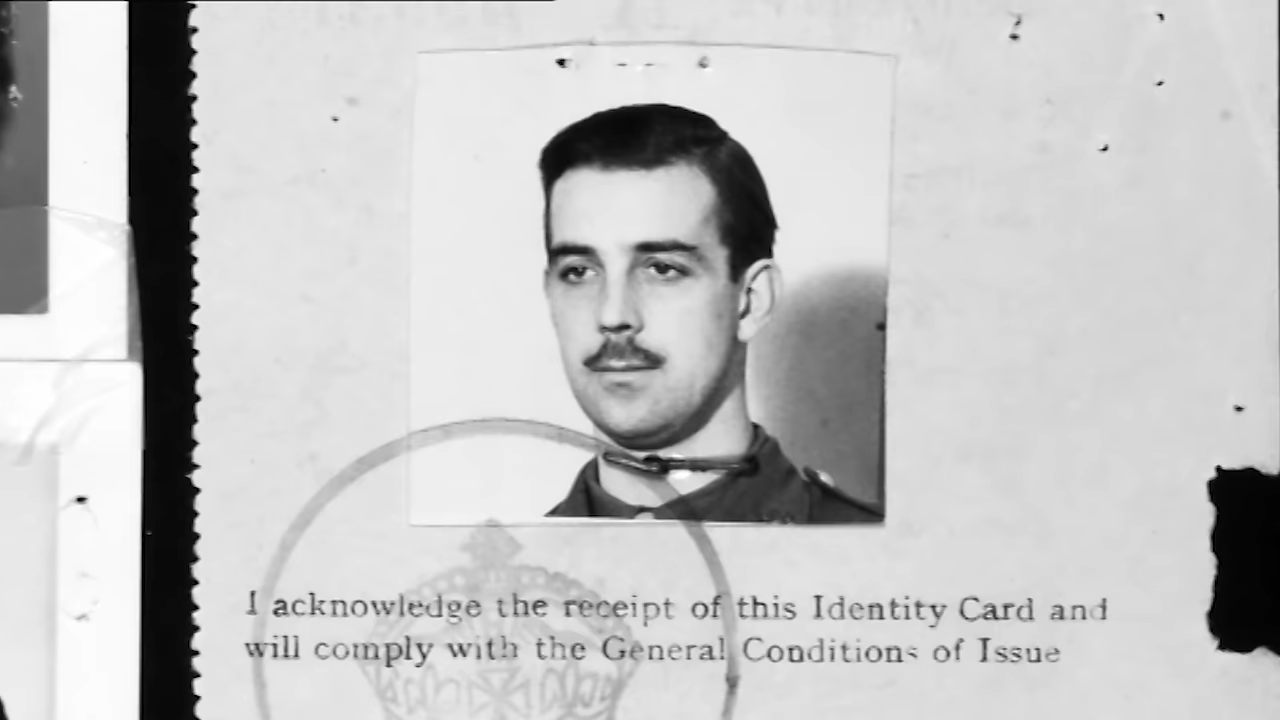 I acknowledge the receipt of this Identity Card and
will comply with the General Conditions of Issue